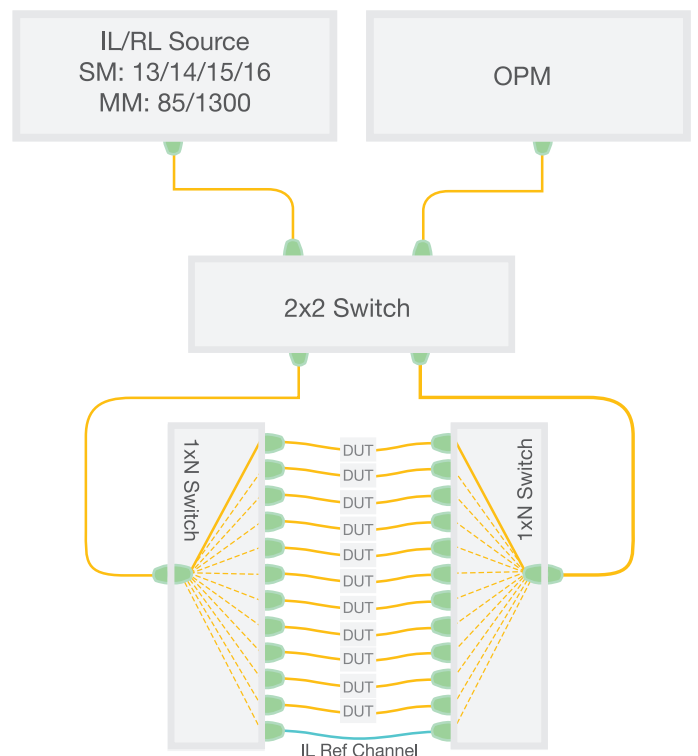 IL/RL Source
SM: 13/14/15/16
MM: 85/1300
OPM
2x2 Switch
1xN Switch
1xN Switch
DUT
DUT
DUT
DUT
DUT
DUT
DUT
DUT
DUT
DUT
DUT
IL Ref Channel